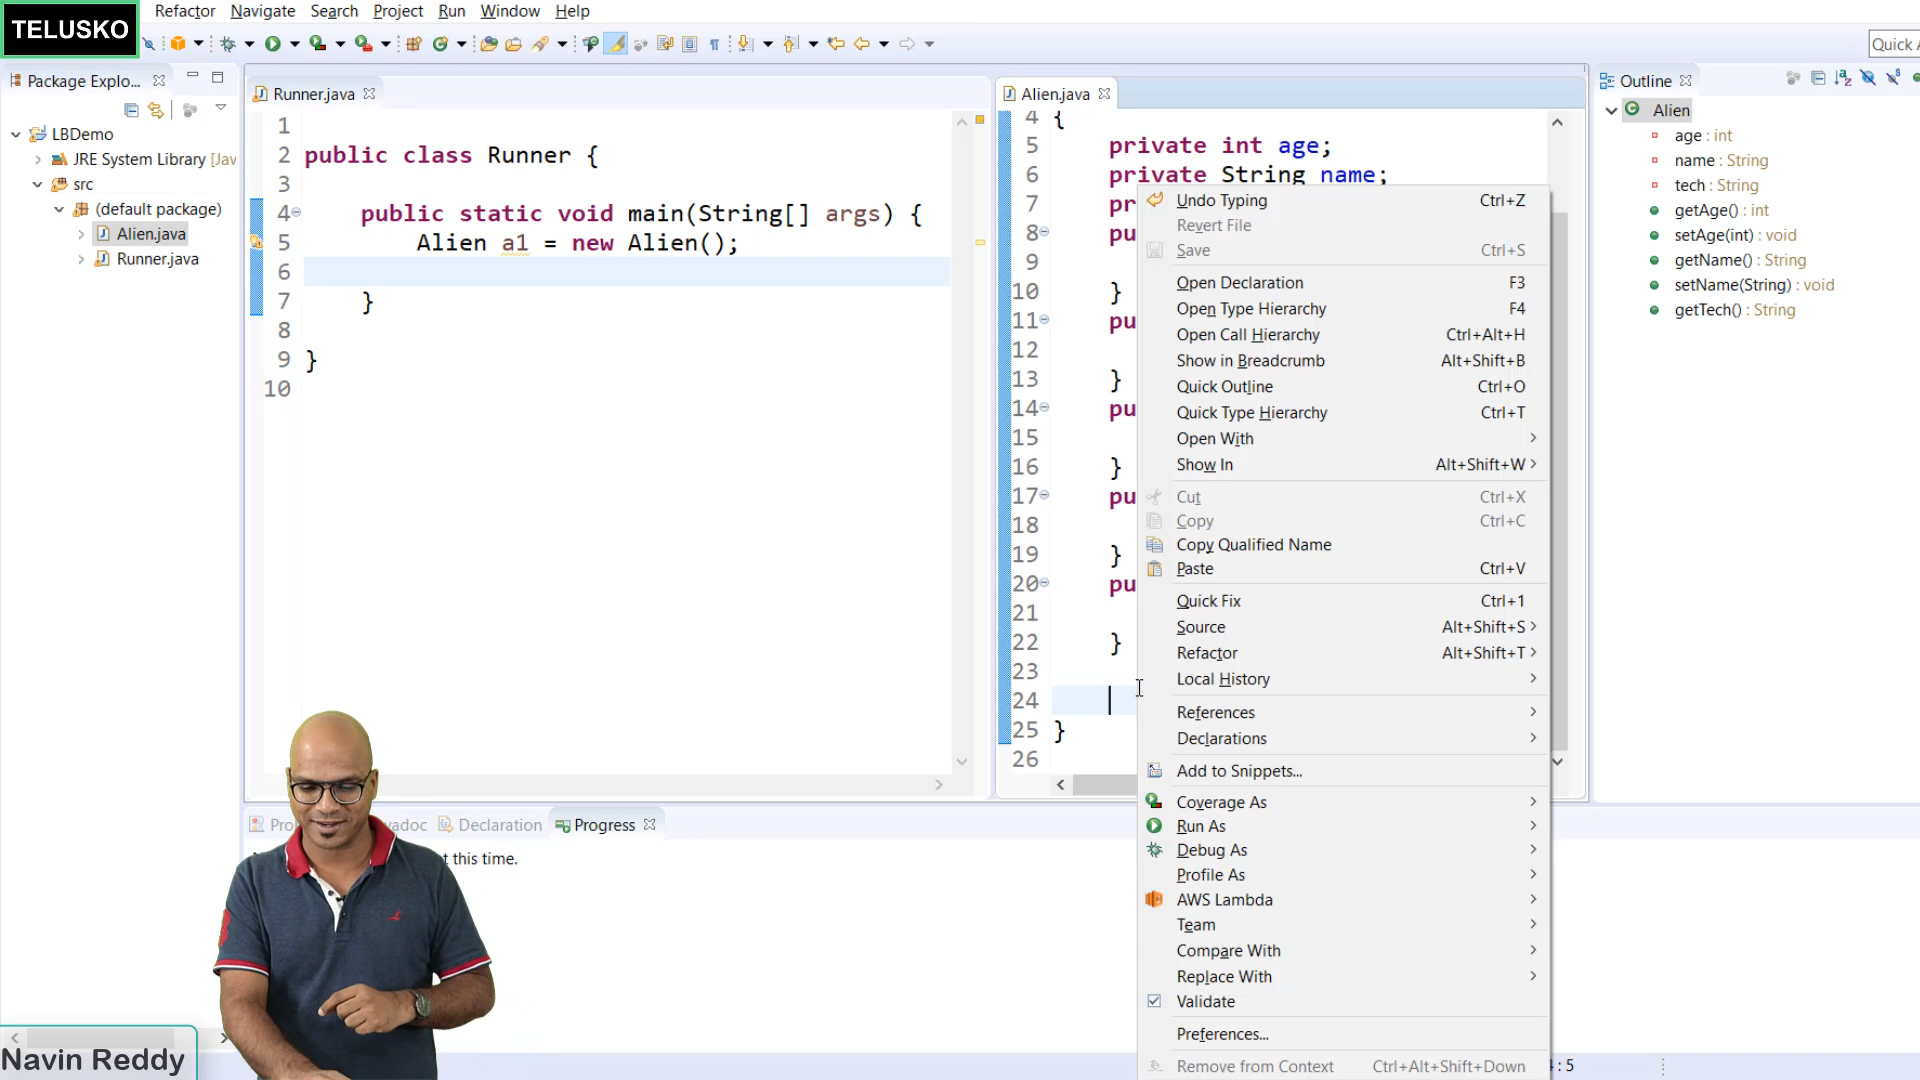 TELUSKO
Refactor Navigate Search Project Run Window Help
Quick A
Package Explo...
LBDemo
JRE System Library [Jav
src
(default package)
Alien.java
Runner.java
Runner.java
1
2 public class Runner {
3
4 public static void main(String[] args) {
5 Alien a1 = new Alien();
6
7 }
8
9 }
10
Alien.java
4 {
5 private int age;
6 private String name;
7 pr
8 pu
9
10 }
11 pu
12
13 }
14 pu
15
16 }
17 pu
18
19 }
20 pu
21
22 }
23
24
25 }
26
Undo Typing Ctrl+Z
Revert File
Save Ctrl+S
Open Declaration F3
Open Type Hierarchy F4
Open Call Hierarchy Ctrl+Alt+H
Show in Breadcrumb Alt+Shift+B
Quick Outline Ctrl+O
Quick Type Hierarchy Ctrl+T
Open With
Show In Alt+Shift+W
Cut Ctrl+X
Copy Ctrl+C
Copy Qualified Name
Paste Ctrl+V
Quick Fix Ctrl+1
Source Alt+Shift+S
Refactor Alt+Shift+T
Local History
References
Declarations
Add to Snippets...
Coverage As
Run As
Debug As
Profile As
AWS Lambda
Team
Compare With
Replace With
Validate
Preferences...
Remove from Context Ctrl+Alt+Shift+Down
Outline
Alien
age : int
name : String
tech : String
getAge() : int
setAge(int) : void
getName() : String
setName(String) : void
getTech() : String
Pro vadoc Declaration Progress
t this time.
:5
Navin Reddy